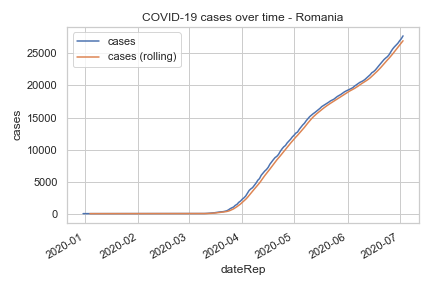 COVID-19 cases over time - Romania
cases
cases (rolling)
25000
20000
15000
10000
5000
0
cases
2020-01
2020-02
2020-03
2020-04
2020-05
2020-06
2020-07
dateRep